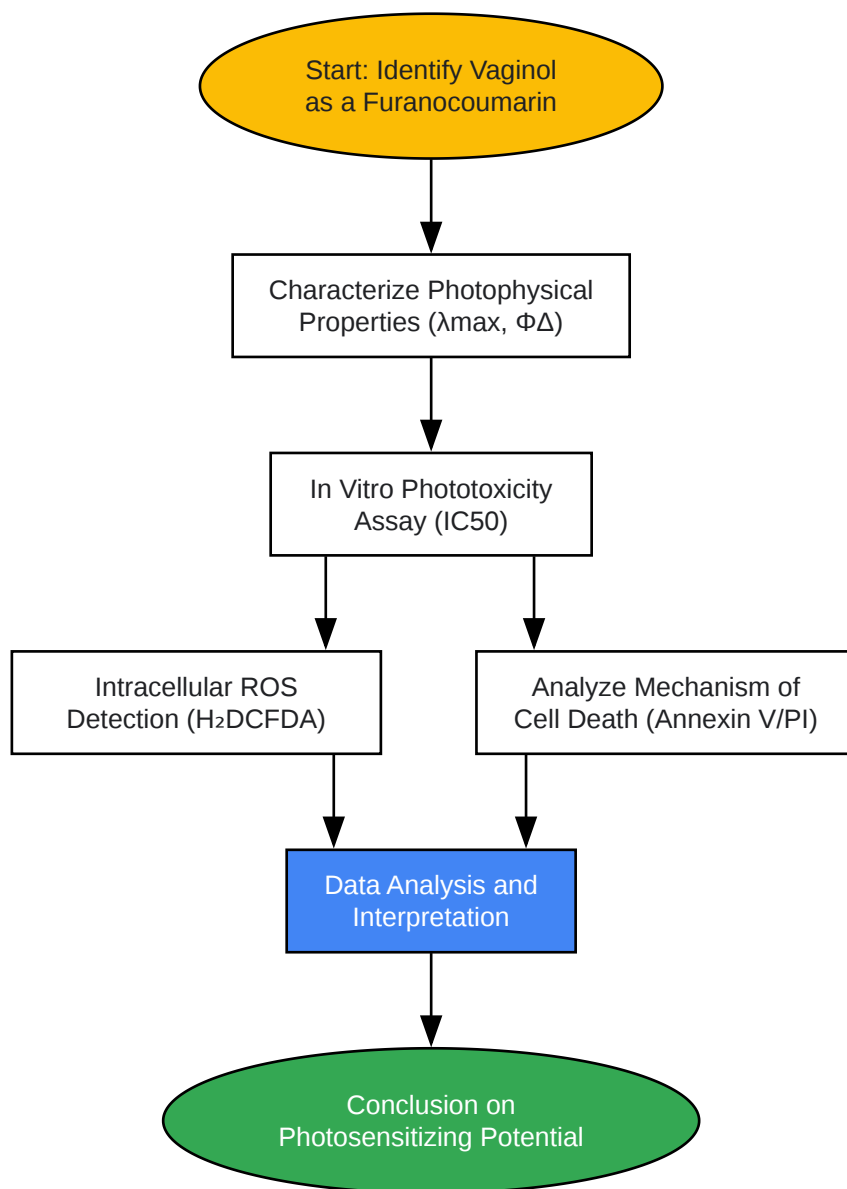 Start: Identify Vaginol
as a Furanocoumarin
Characterize Photophysical
Properties (λmax, ΦΔ)
In Vitro Phototoxicity
Assay (IC50)
Intracellular ROS
Detection (H₂DCFDA)
Analyze Mechanism of
Cell Death (Annexin V/PI)
Data Analysis and
Interpretation
Conclusion on
Photosensitizing Potential